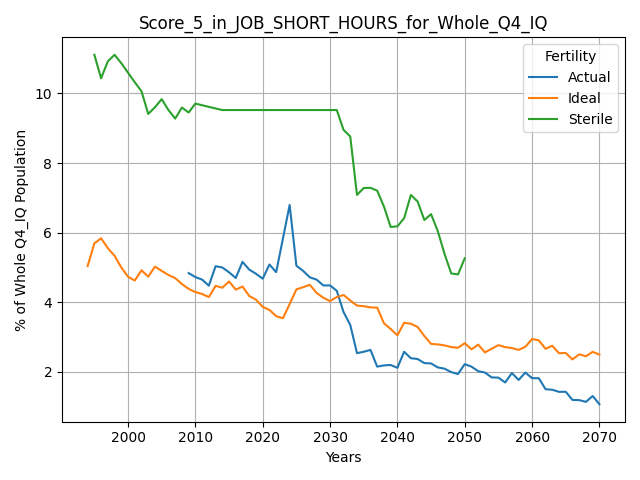 Score_5_in_JOB_SHORT_HOURS_for_Whole_Q4_IQ
Fertility
Actual
Ideal
Sterile
% of Whole Q4_IQ Population
10
8
6
4
2
2000 2010 2020 2030 2040 2050 2060 2070
Years